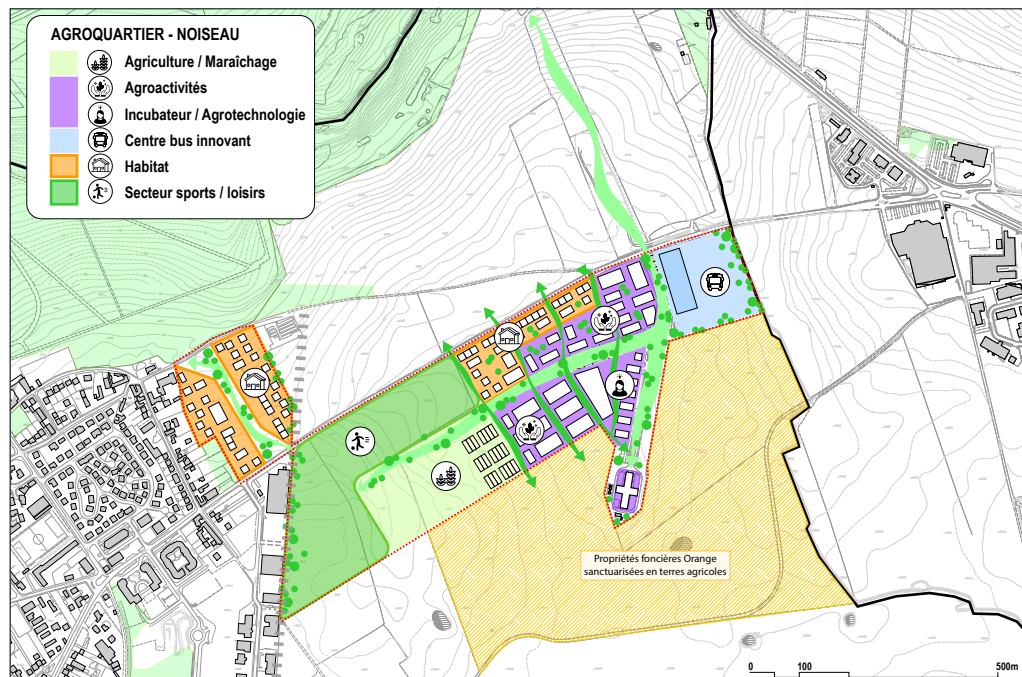 AGROQUARTIER - NOISEAU
Agriculture / Maraîchage
Agroactivités
Incubateur / Agrotechnologie
Centre bus innovant
Habitat
Secteur sports / loisirs
Propriétés foncières Orange
sanctuarisées en terres agricoles
0 100 500m